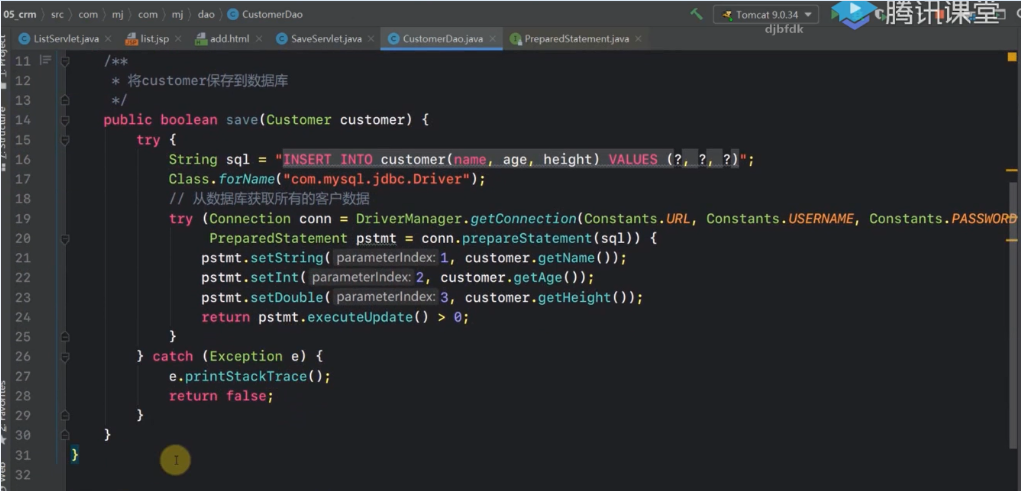 05_crm > src > com > mj > com > mj > dao > CustomerDao
Tomcat 9.0.34
腾讯课堂
djbfdk
ListServlet.java × list.jsp × add.html × SaveServlet.java × CustomerDao.java × PreparedStatement.java ×
11 /**
12 * 将customer保存到数据库
13 */
14 public boolean save(Customer customer) {
15 try {
16 String sql = "INSERT INTO customer(name, age, height) VALUES (?, ?, ?)";
17 Class.forName("com.mysql.jdbc.Driver");
18 // 从数据库获取所有的客户数据
19 try (Connection conn = DriverManager.getConnection(Constants.URL, Constants.USERNAME, Constants.PASSWORD
20 PreparedStatement pstmt = conn.prepareStatement(sql)) {
21 pstmt.setString( parameterIndex: 1, customer.getName());
22 pstmt.setInt( parameterIndex: 2, customer.getAge());
23 pstmt.setDouble( parameterIndex: 3, customer.getHeight());
24 return pstmt.executeUpdate() > 0;
25 }
26 } catch (Exception e) {
27 e.printStackTrace();
28 return false;
29 }
30 }
31 }
32